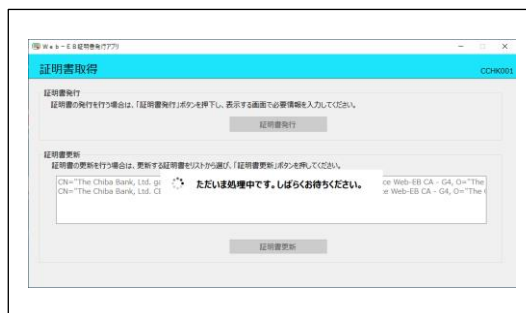 Web-EB証明書発行アプリ
証明書取得
CCHK001
証明書発行
証明書の発行を行う場合は、「証明書発行」ボタンを押下し、表示する画面で必要情報を入力してください。
証明書発行
証明書更新
証明書の更新を行う場合は、更新する証明書をリストから選び、「証明書更新」ボタンを押してください。
CN="The Chiba Bank, Ltd. ce Web-EB CA - G4, O="The
ただいま処理中です。しばらくお待ちください。
CN="The Chiba Bank, Ltd. Web-EB CA - G4, O="The
証明書更新